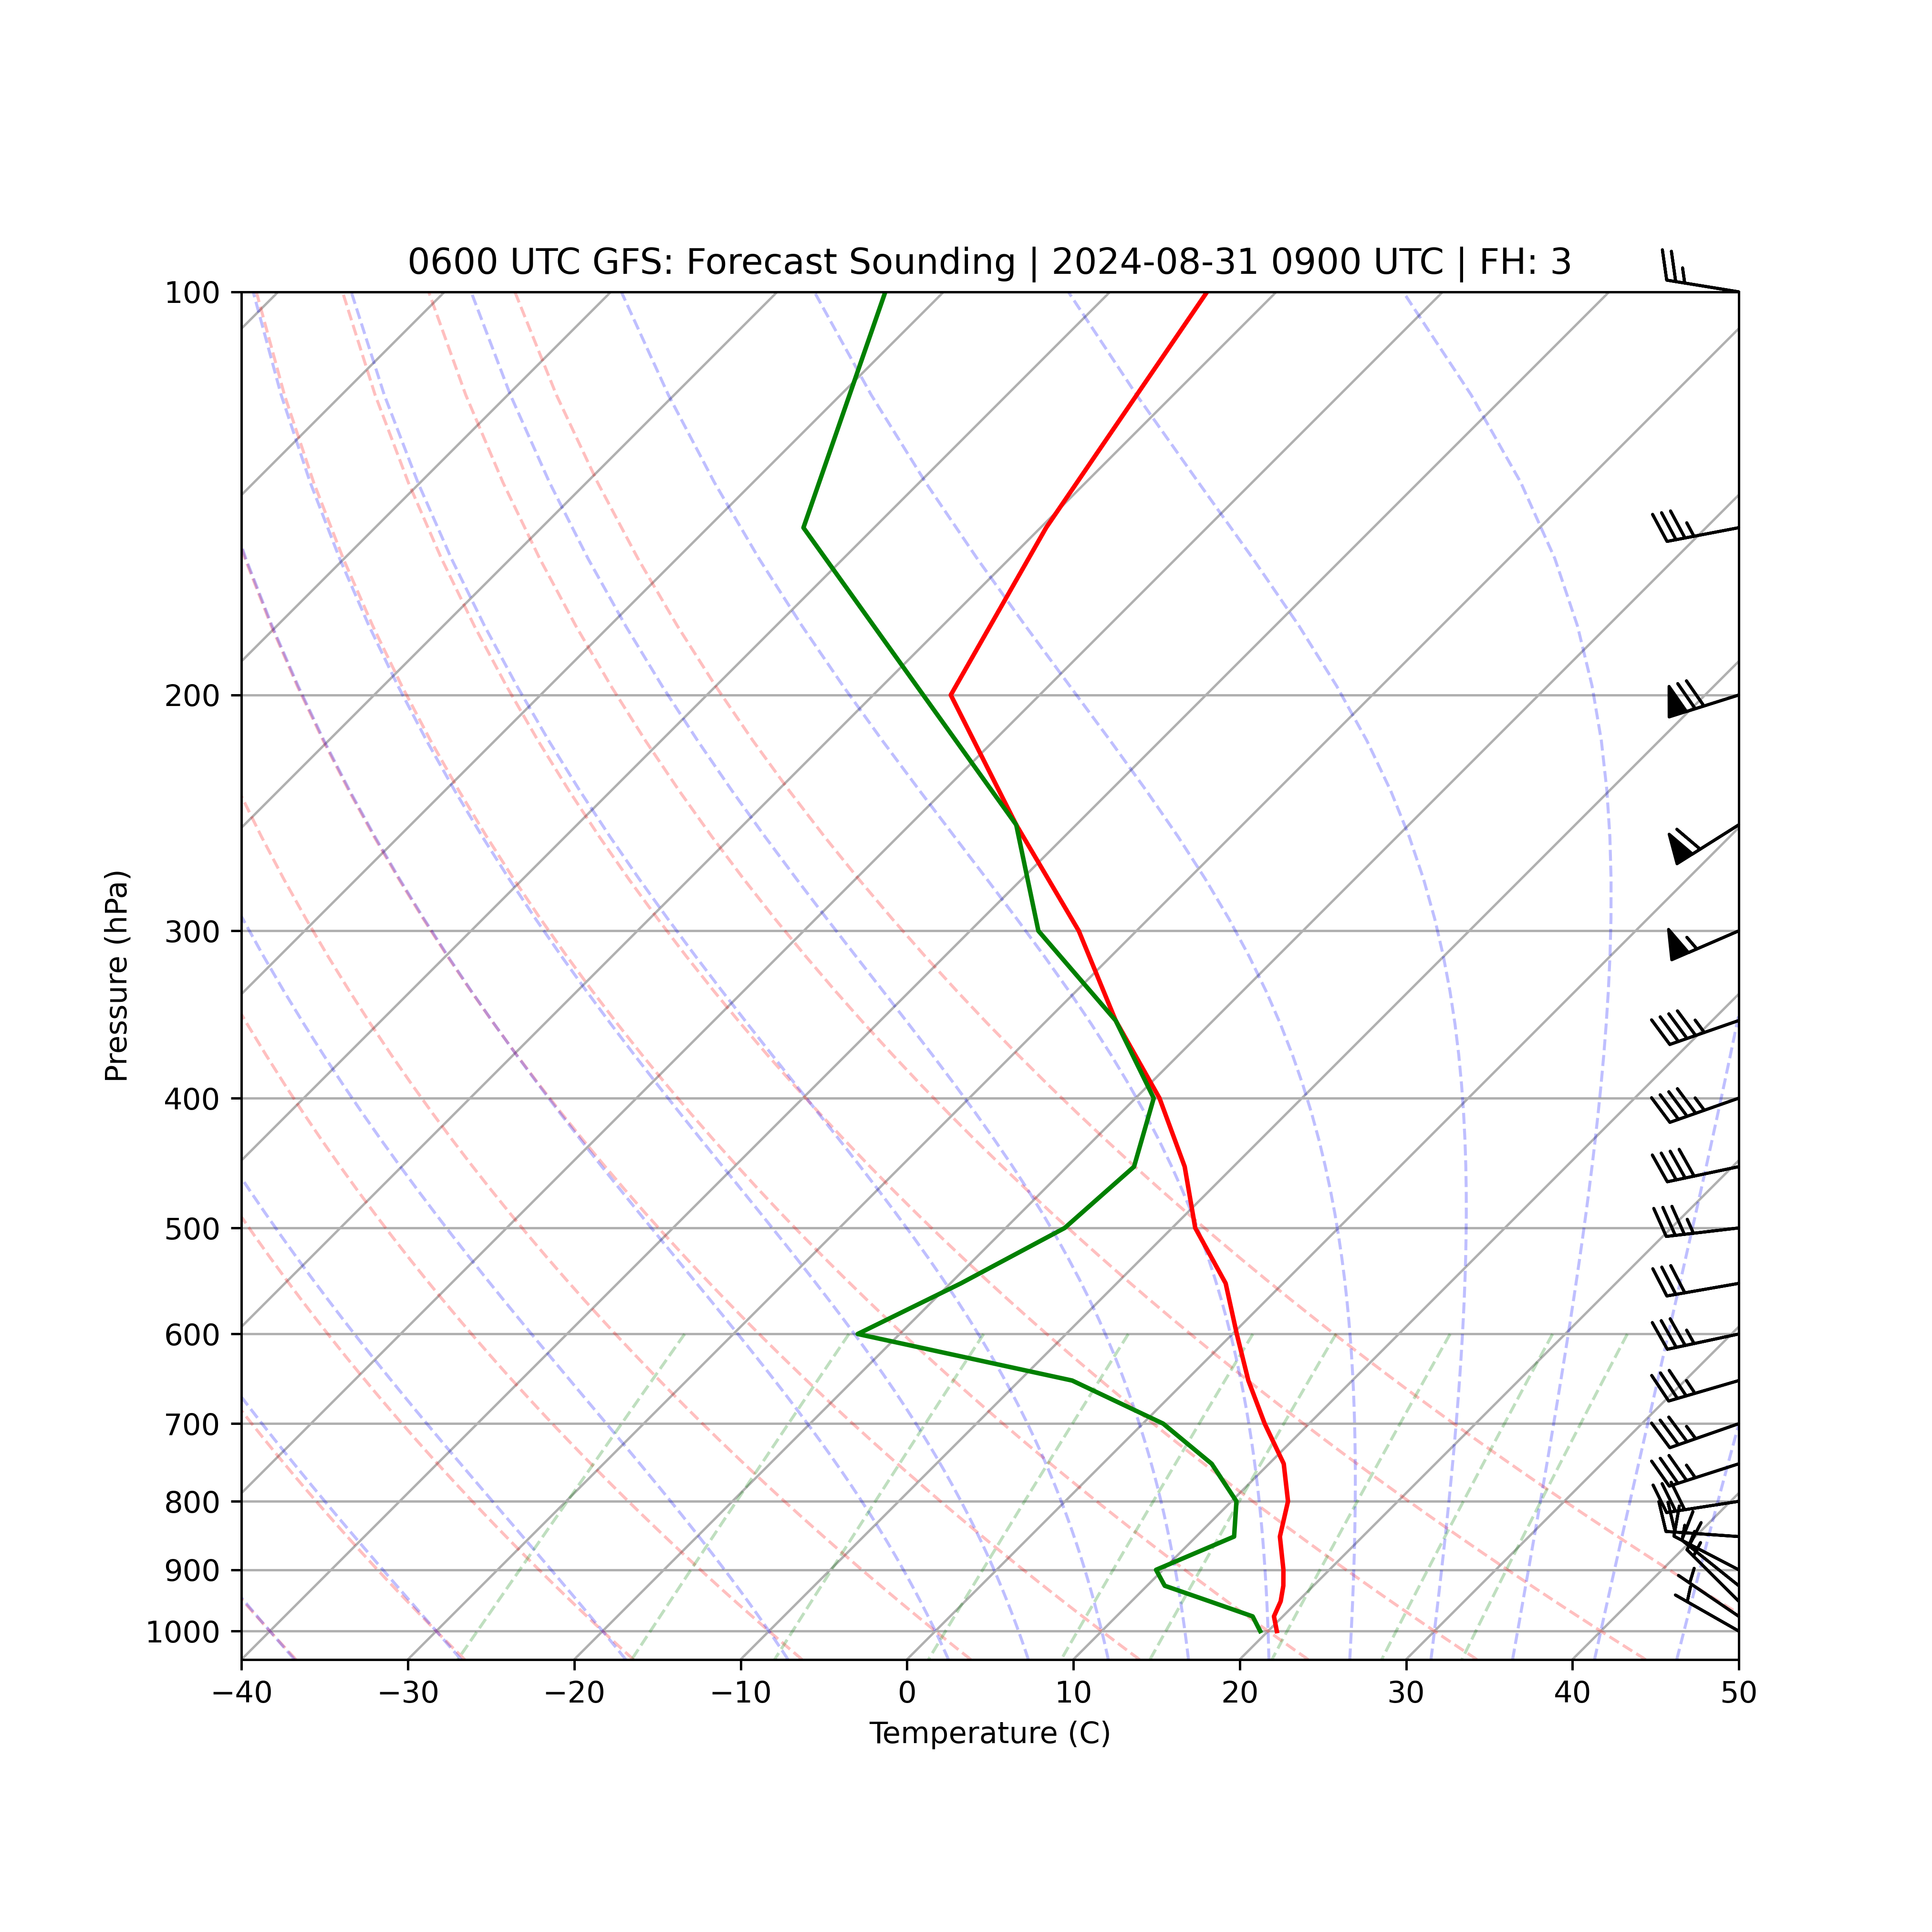 0600 UTC GFS: Forecast Sounding | 2024-08-31 0900 UTC | FH: 3
100
200
300
400
500
600
700
800
900
1000
Pressure (hPa)
−40 −30 −20 −10 0 10 20 30 40 50
Temperature (C)